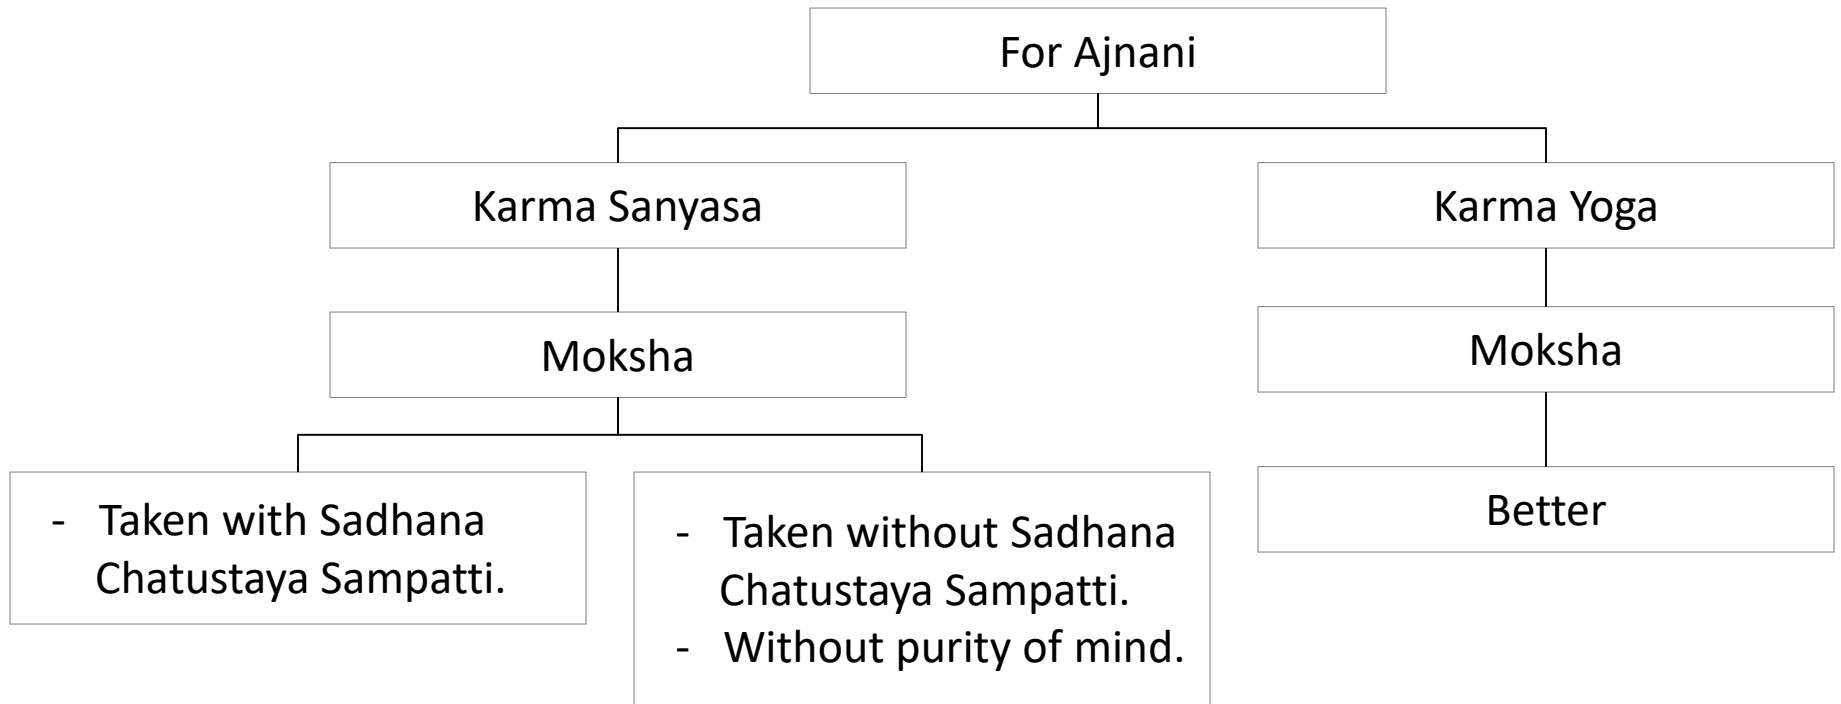 For Ajnani
Karma Sanyasa
Karma Yoga
Moksha
Moksha
- Taken with Sadhana
Chatustaya Sampatti.
- Taken without Sadhana
Chatustaya Sampatti.
- Without purity of mind.
Better